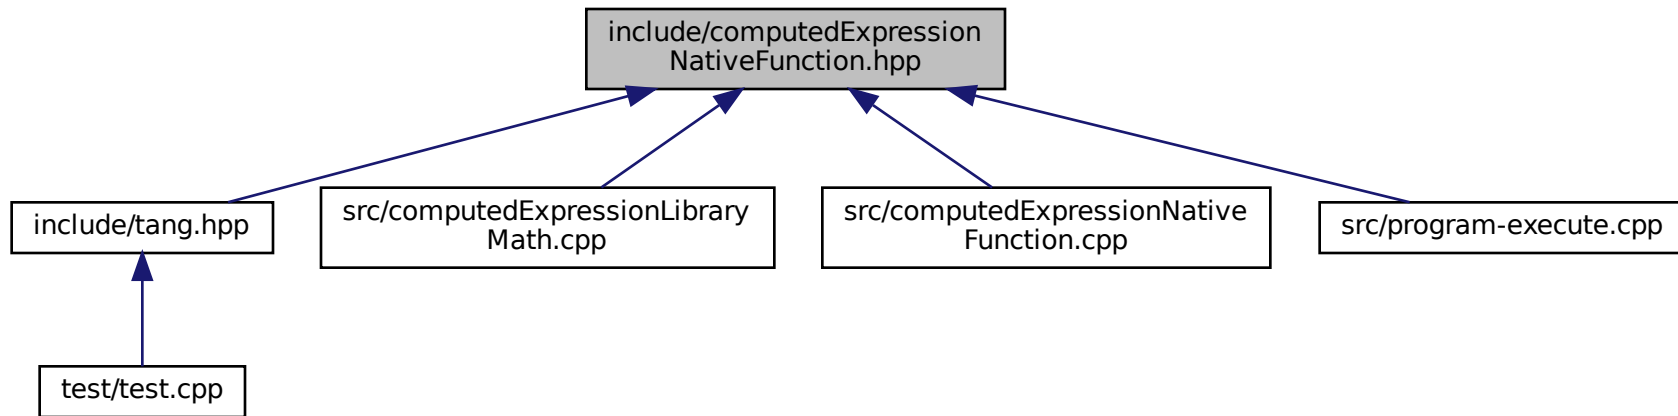 include/computedExpression
NativeFunction.hpp
include/tang.hpp
src/computedExpressionLibrary
Math.cpp
src/computedExpressionNative
Function.cpp
src/program-execute.cpp
test/test.cpp